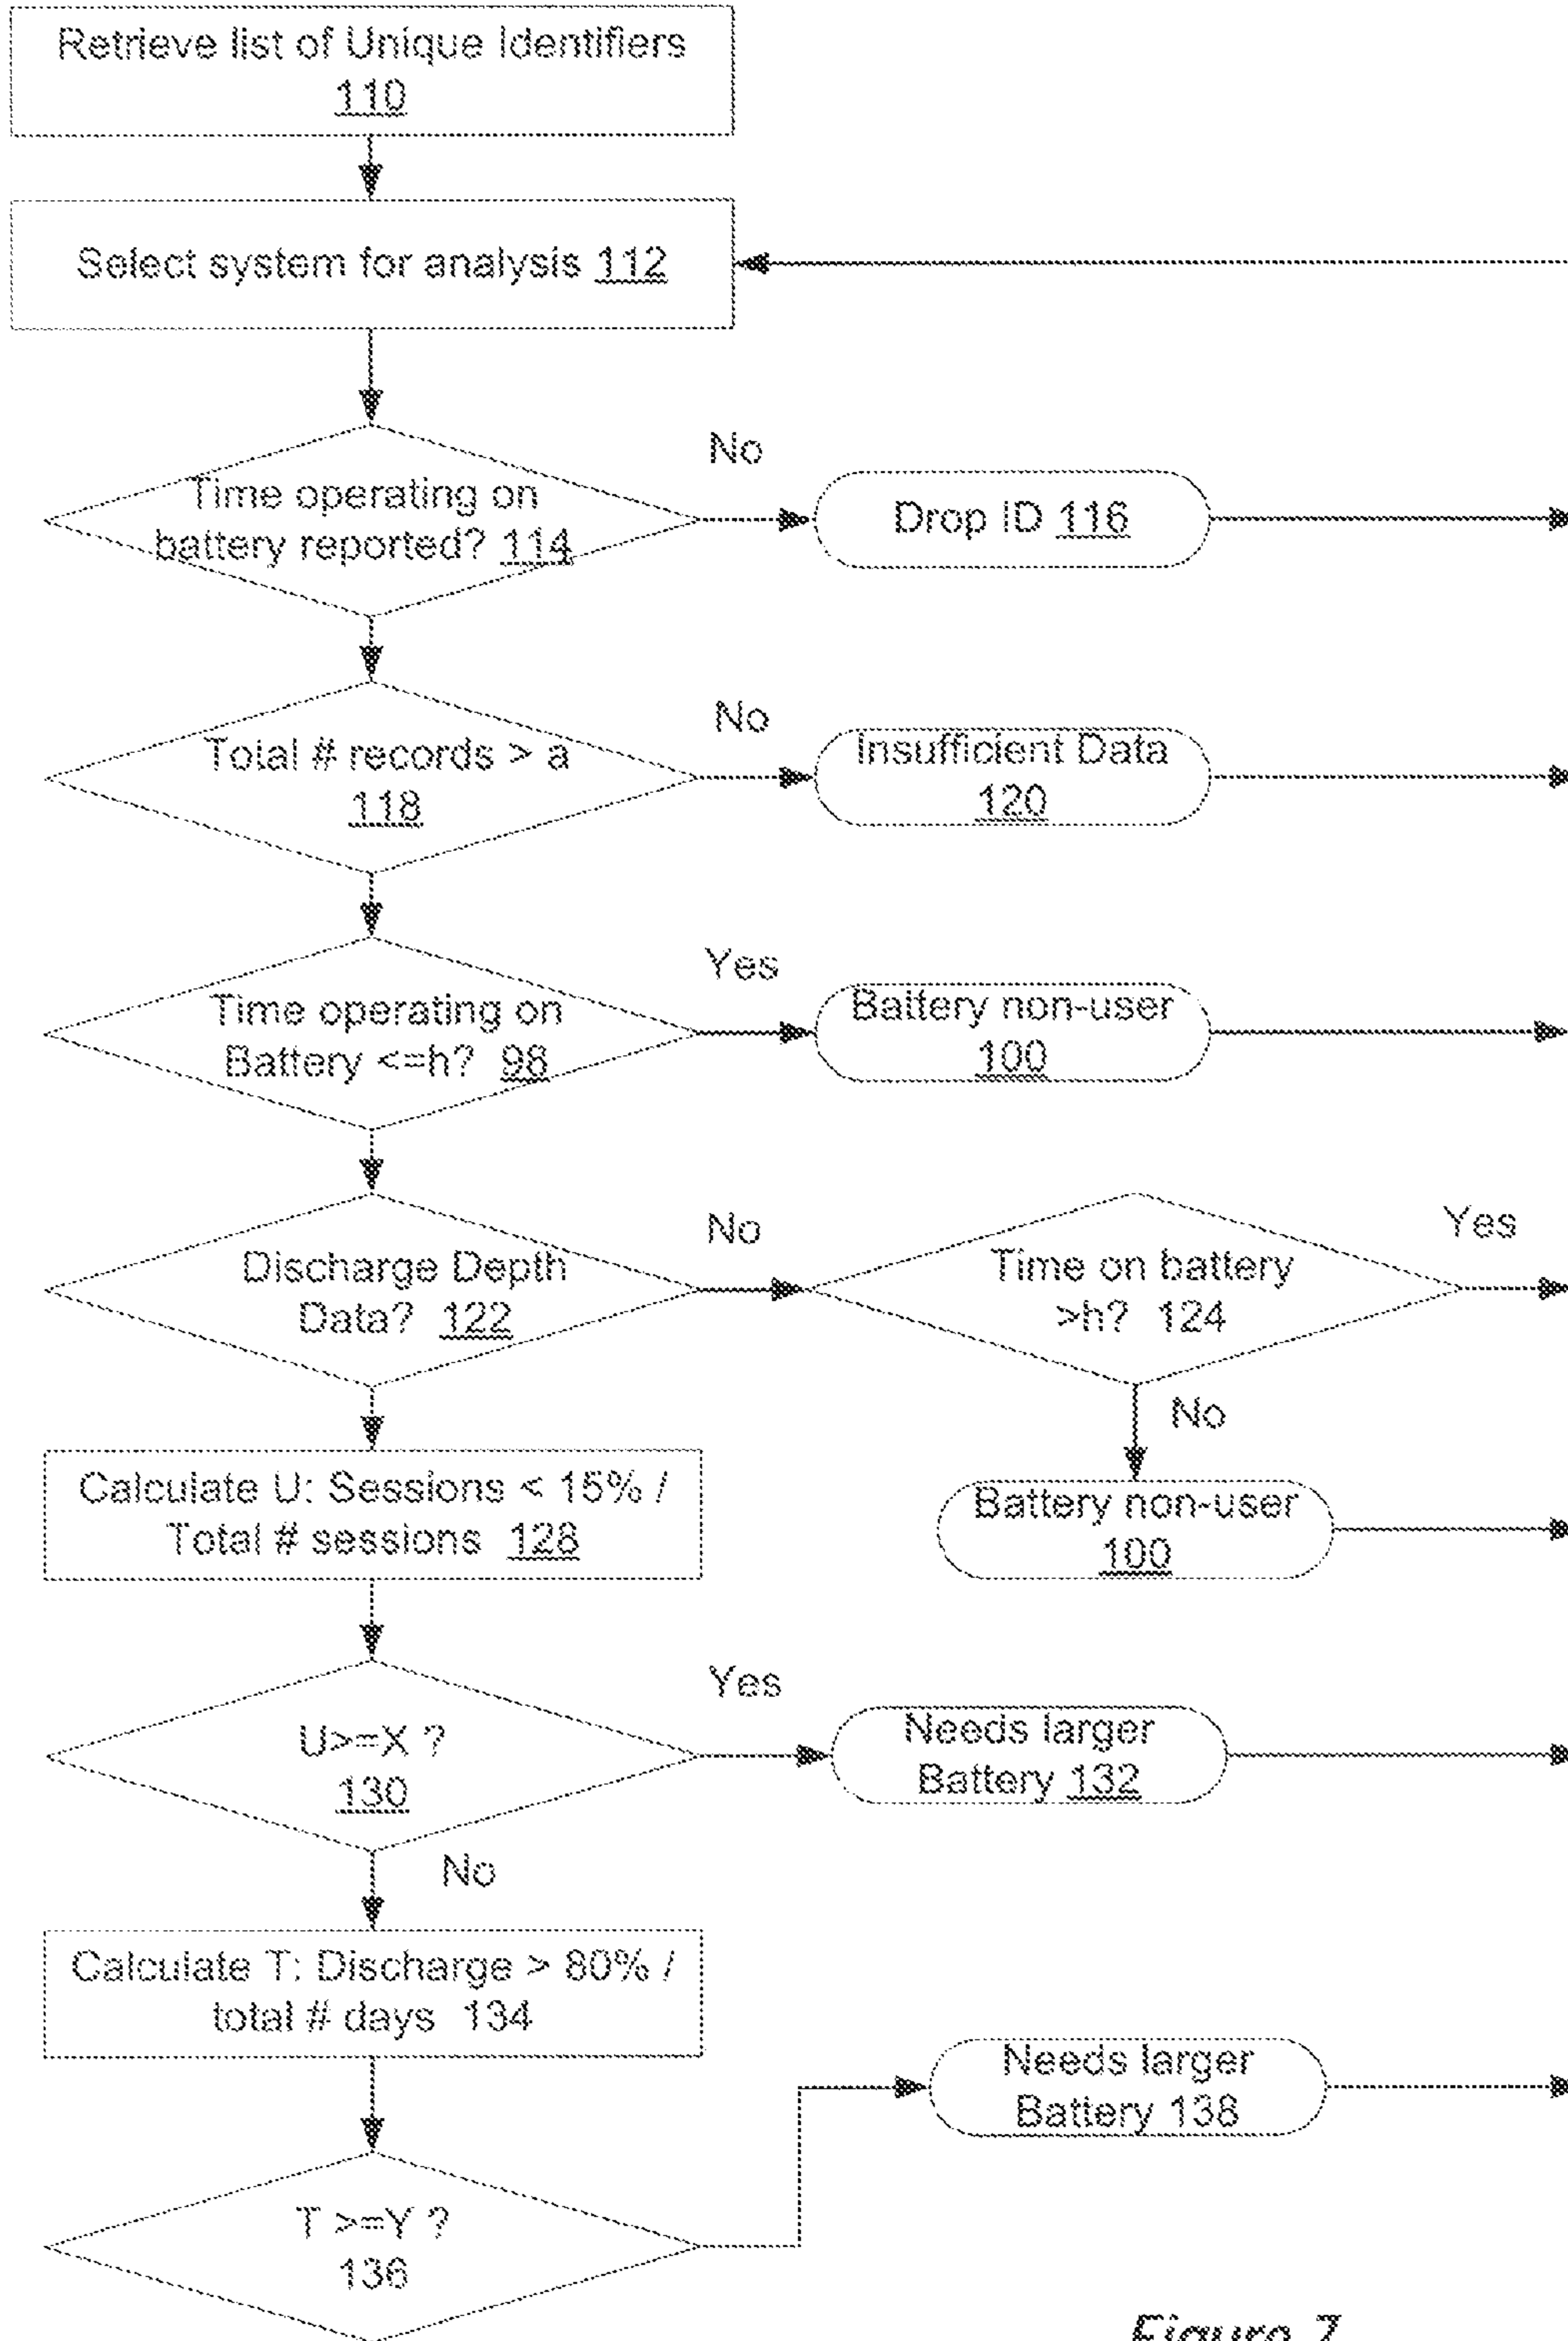 Retrieve list of Unique Identifiers
110
Select system for analysis 112
No
Time operating on
battery reported? 114
Drop ID 116
No
Total # records > a
118
Insufficient Data
120
Yes
Time operating on
Battery <=h? 98
Battery non-user
100
No
Yes
Discharge Depth
Data? 122
Time on battery
>h? 124
No
Calculate U: Sessions < 15% /
Total # sessions 128
Battery non-user
100
Yes
U>=X ?
130
Needs larger
Battery 132
No
Calculate T: Discharge > 80% /
total # days 134
Needs larger
Battery 138
T >=Y ?
136
Figure 7